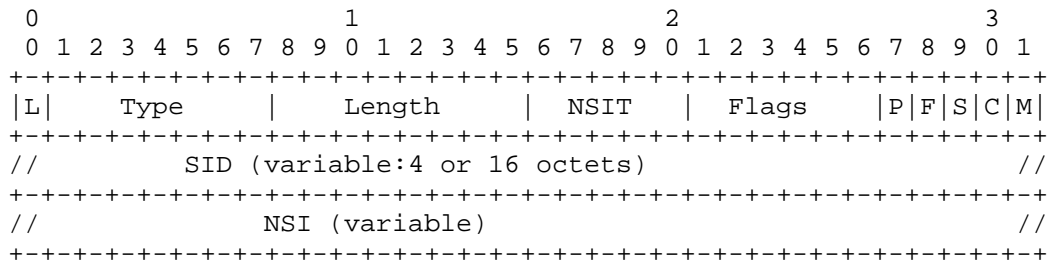 0                   1                   2                   3
 0 1 2 3 4 5 6 7 8 9 0 1 2 3 4 5 6 7 8 9 0 1 2 3 4 5 6 7 8 9 0 1
+-+-+-+-+-+-+-+-+-+-+-+-+-+-+-+-+-+-+-+-+-+-+-+-+-+-+-+-+-+-+-+-+
|L|    Type     |    Length     |  NSIT   |  Flags    |P|F|S|C|M|
+-+-+-+-+-+-+-+-+-+-+-+-+-+-+-+-+-+-+-+-+-+-+-+-+-+-+-+-+-+-+-+-+
//          SID (variable:4 or 16 octets)                       //
+-+-+-+-+-+-+-+-+-+-+-+-+-+-+-+-+-+-+-+-+-+-+-+-+-+-+-+-+-+-+-+-+
//               NSI (variable)                                 //
+-+-+-+-+-+-+-+-+-+-+-+-+-+-+-+-+-+-+-+-+-+-+-+-+-+-+-+-+-+-+-+-+